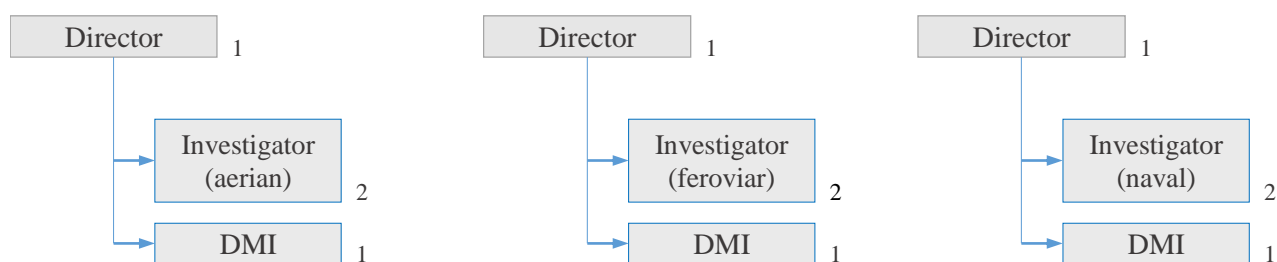 Director 1
Investigator
(aerian) 2
DMI 1
Director 1
Investigator
(feroviar) 2
DMI 1
Director 1
Investigator
(naval) 2
DMI 1